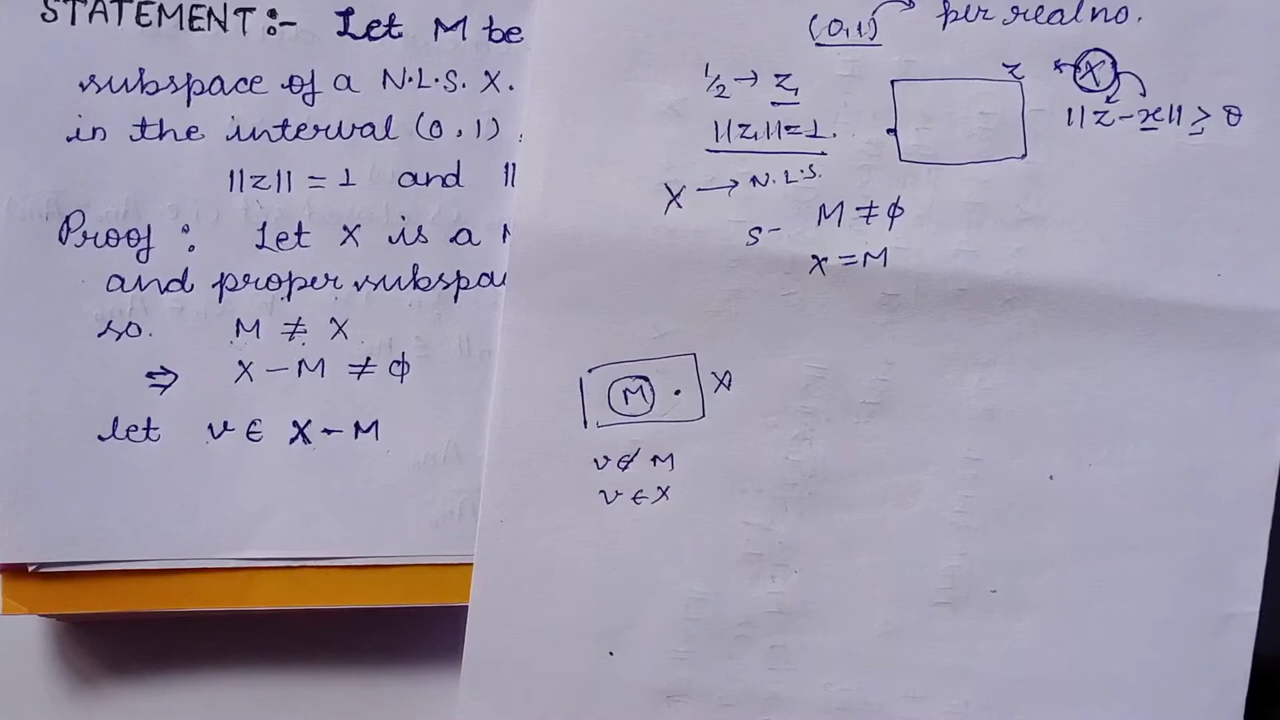 STATEMENT :- Let M be
subspace of a N.L.S. X.
in the interval (0,1)
||z|| = 1 and ||
Proof : Let X is a
and proper subspa
so. M ≠ X
⇒ X - M ≠ ϕ
let v ∈ X - M
(0,1) per real no.
1/2 → z1
||z1|| = 1.
X → N.L.S.
S- M ≠ ϕ
X = M
z X
||z - x|| ≥ θ
M X
v ∉ M
v ∈ X